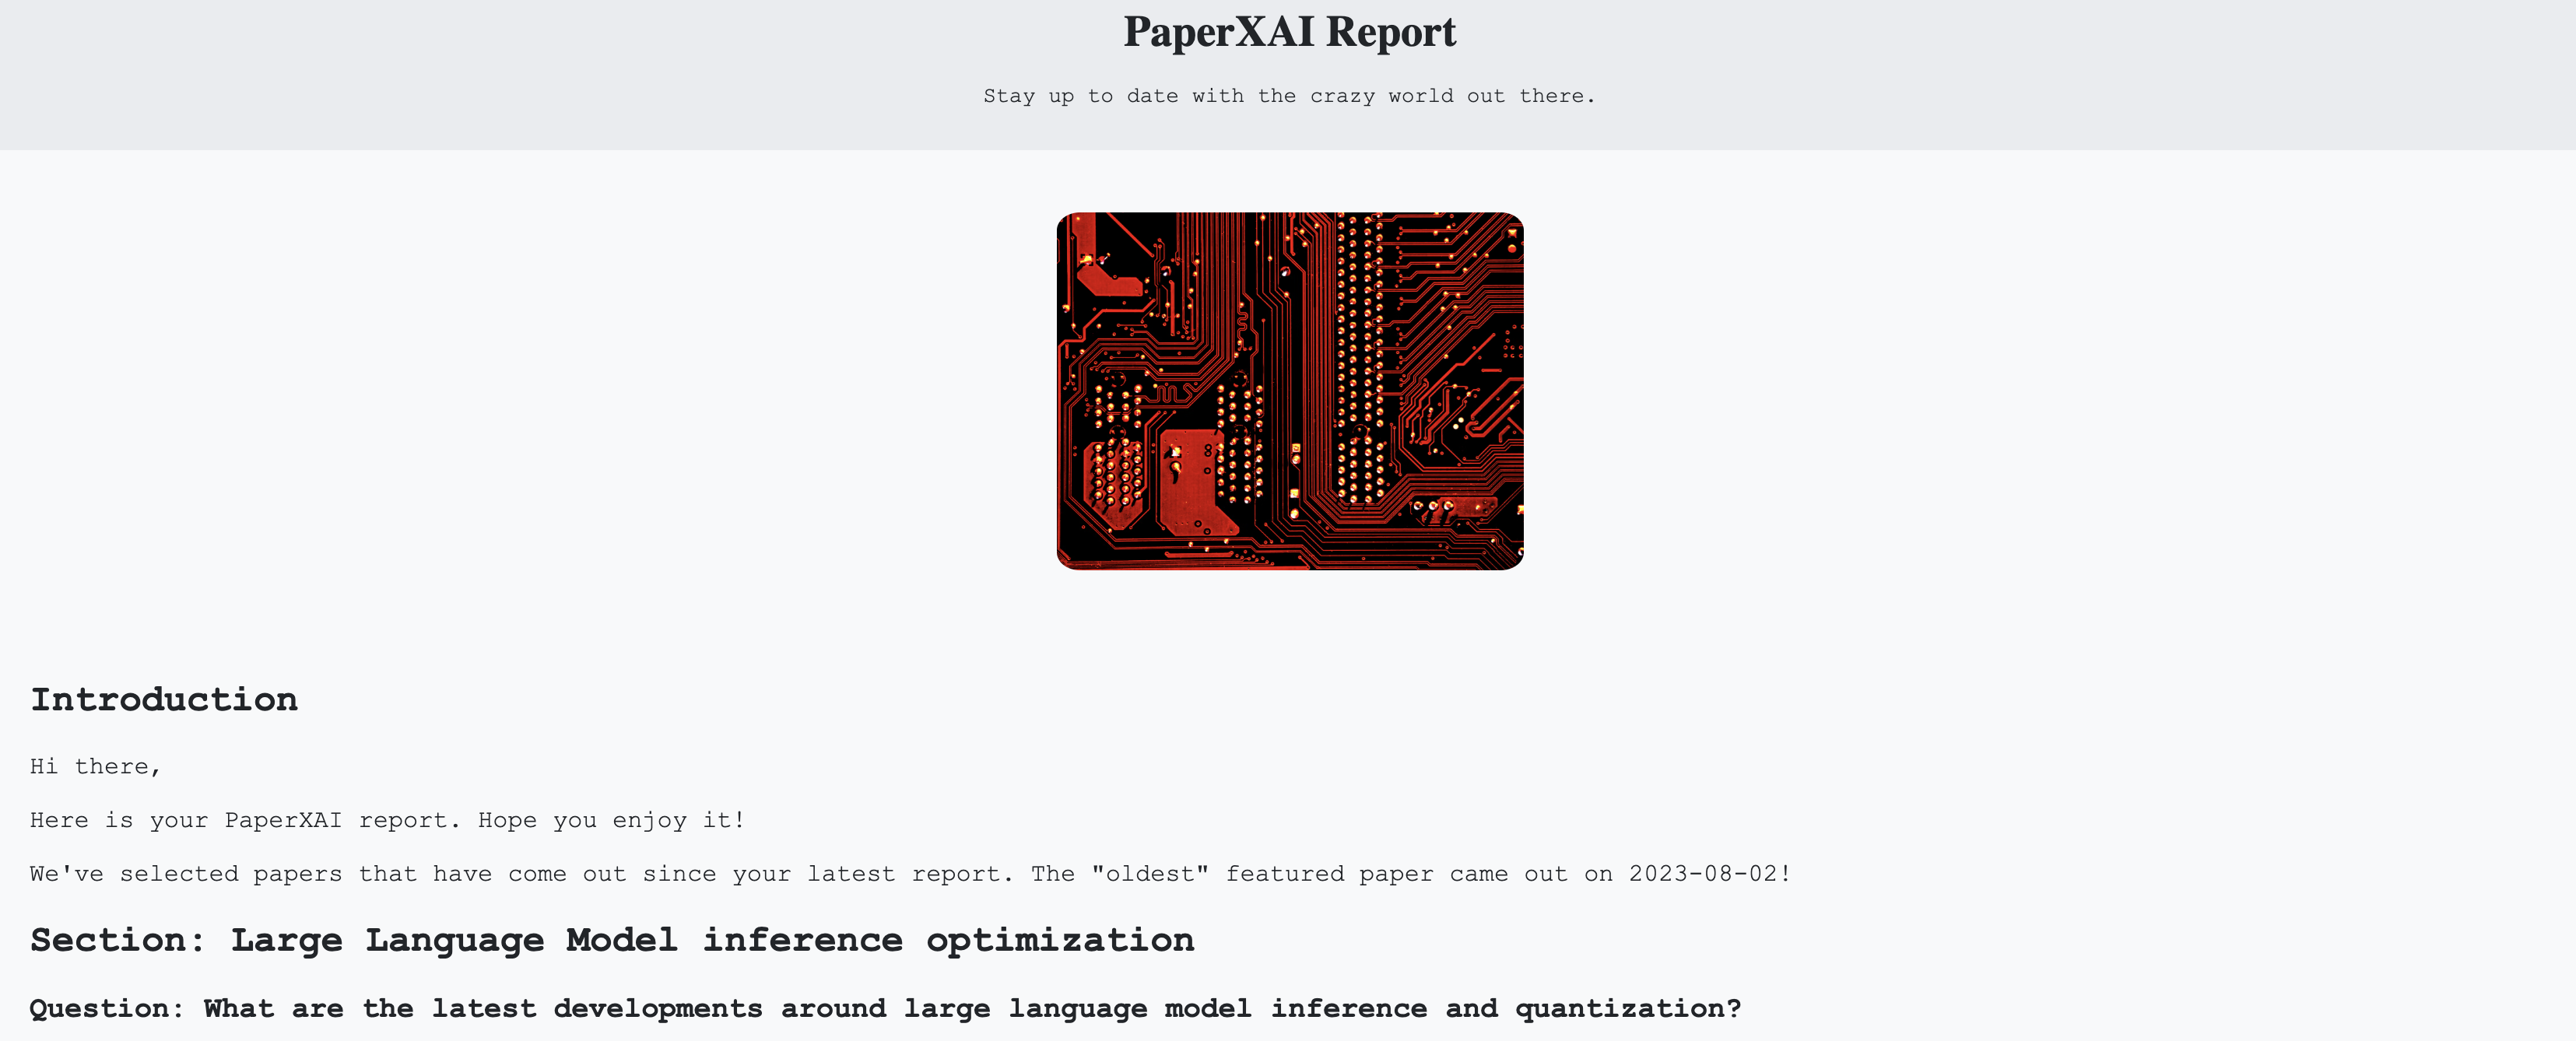 PaperXAI Report
Stay up to date with the crazy world out there.
Introduction
Hi there,
Here is your PaperXAI report. Hope you enjoy it!
We've selected papers that have come out since your latest report. The "oldest" featured paper came out on 2023-08-02!
Section: Large Language Model inference optimization
Question: What are the latest developments around large language model inference and quantization?